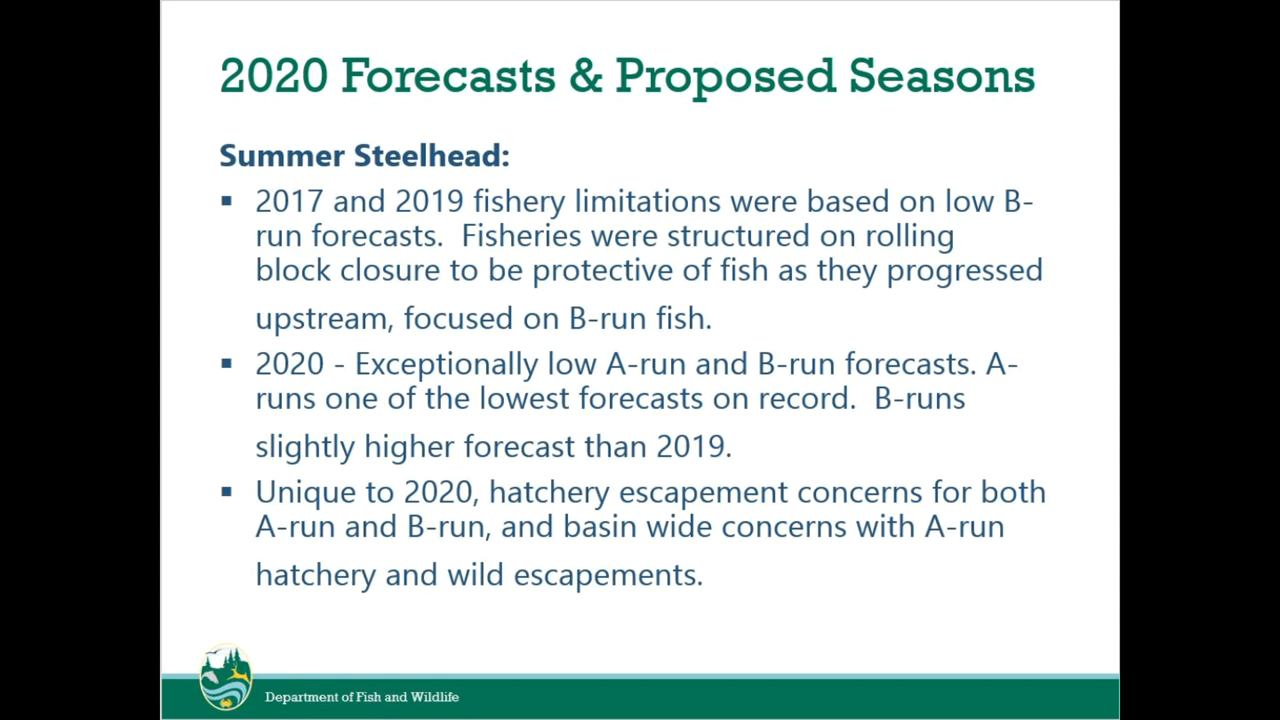 2020 Forecasts & Proposed Seasons
Summer Steelhead:
▪ 2017 and 2019 fishery limitations were based on low B-
run forecasts.  Fisheries were structured on rolling
block closure to be protective of fish as they progressed
upstream, focused on B-run fish.
▪ 2020 - Exceptionally low A-run and B-run forecasts. A-
runs one of the lowest forecasts on record.  B-runs
slightly higher forecast than 2019.
▪ Unique to 2020, hatchery escapement concerns for both
A-run and B-run, and basin wide concerns with A-run
hatchery and wild escapements.
Department of Fish and Wildlife